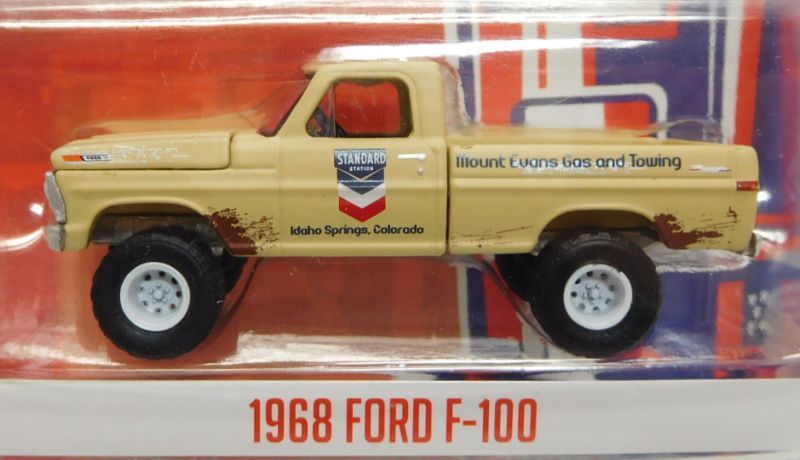 STANDARD
STATION
Mount Evans Gas and Towing
Idaho Springs, Colorado
1968 FORD F-100